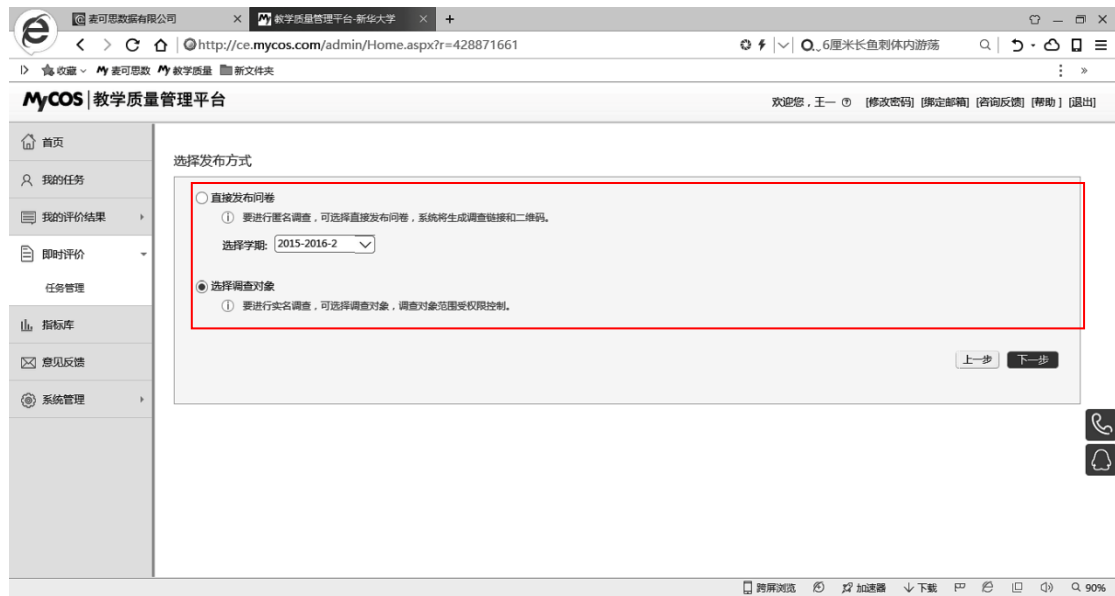 麦可思数据有限公司 × My 教学质量管理平台-新华大学 × +
http://ce.mycos.com/admin/Home.aspx?r=428871661 6厘米长鱼刺体内游荡
收藏 My 麦可思数 My 教学质量 新文件夹 »
MyCOS 教学质量管理平台 欢迎您，王一 [修改密码] [绑定邮箱] [咨询反馈] [帮助] [退出]
首页
选择发布方式
我的任务
直接发布问卷
我的评价结果
要进行匿名调查，可选择直接发布问卷，系统将生成调查链接和二维码。
选择学期: 2015-2016-2
即时评价
任务管理
选择调查对象
要进行实名调查，可选择调查对象，调查对象范围受权限控制。
指标库
意见反馈
上一步 下一步
系统管理
跨屏浏览 加速器 下载 90%